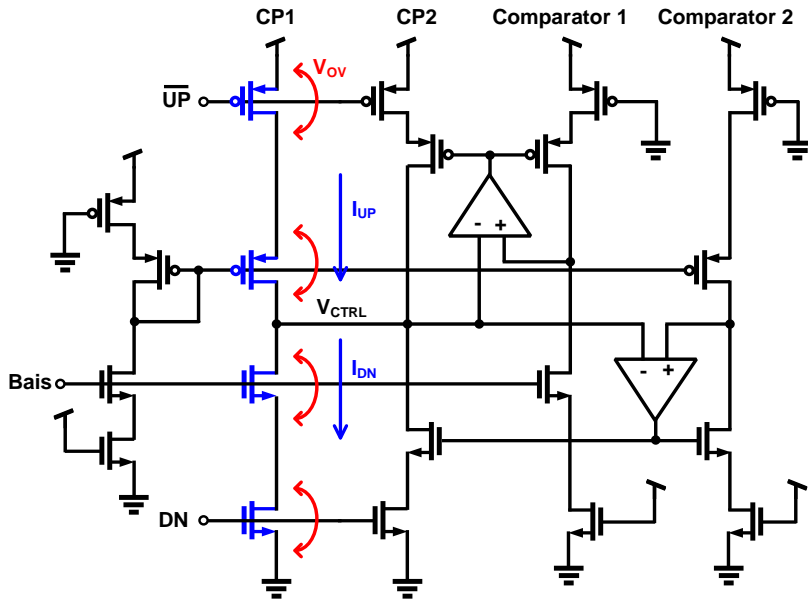 CP1 CP2 Comparator 1 Comparator 2
UP
VOV
IUP
- +
VCTRL
Bais
IDN
- +
DN